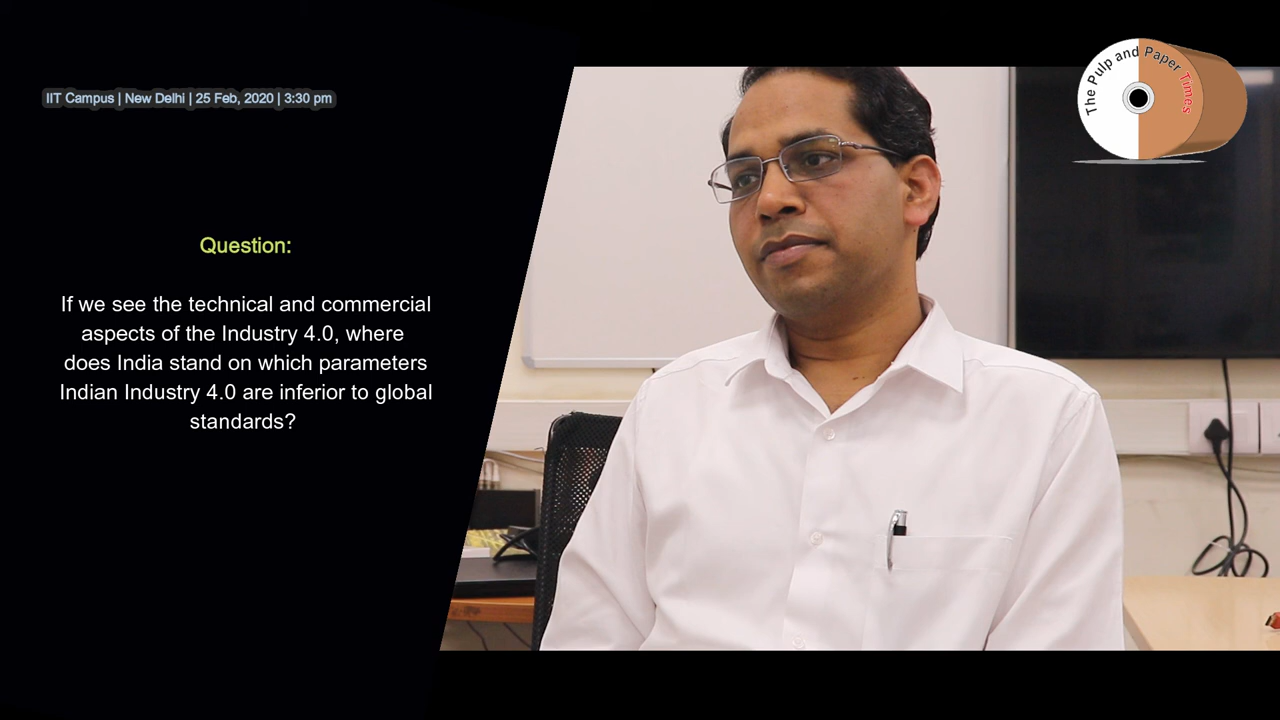 IIT Campus | New Delhi | 25 Feb, 2020 | 3:30 pm
The Pulp and Paper Times
Question:
If we see the technical and commercial
aspects of the Industry 4.0, where
does India stand on which parameters
Indian Industry 4.0 are inferior to global
standards?